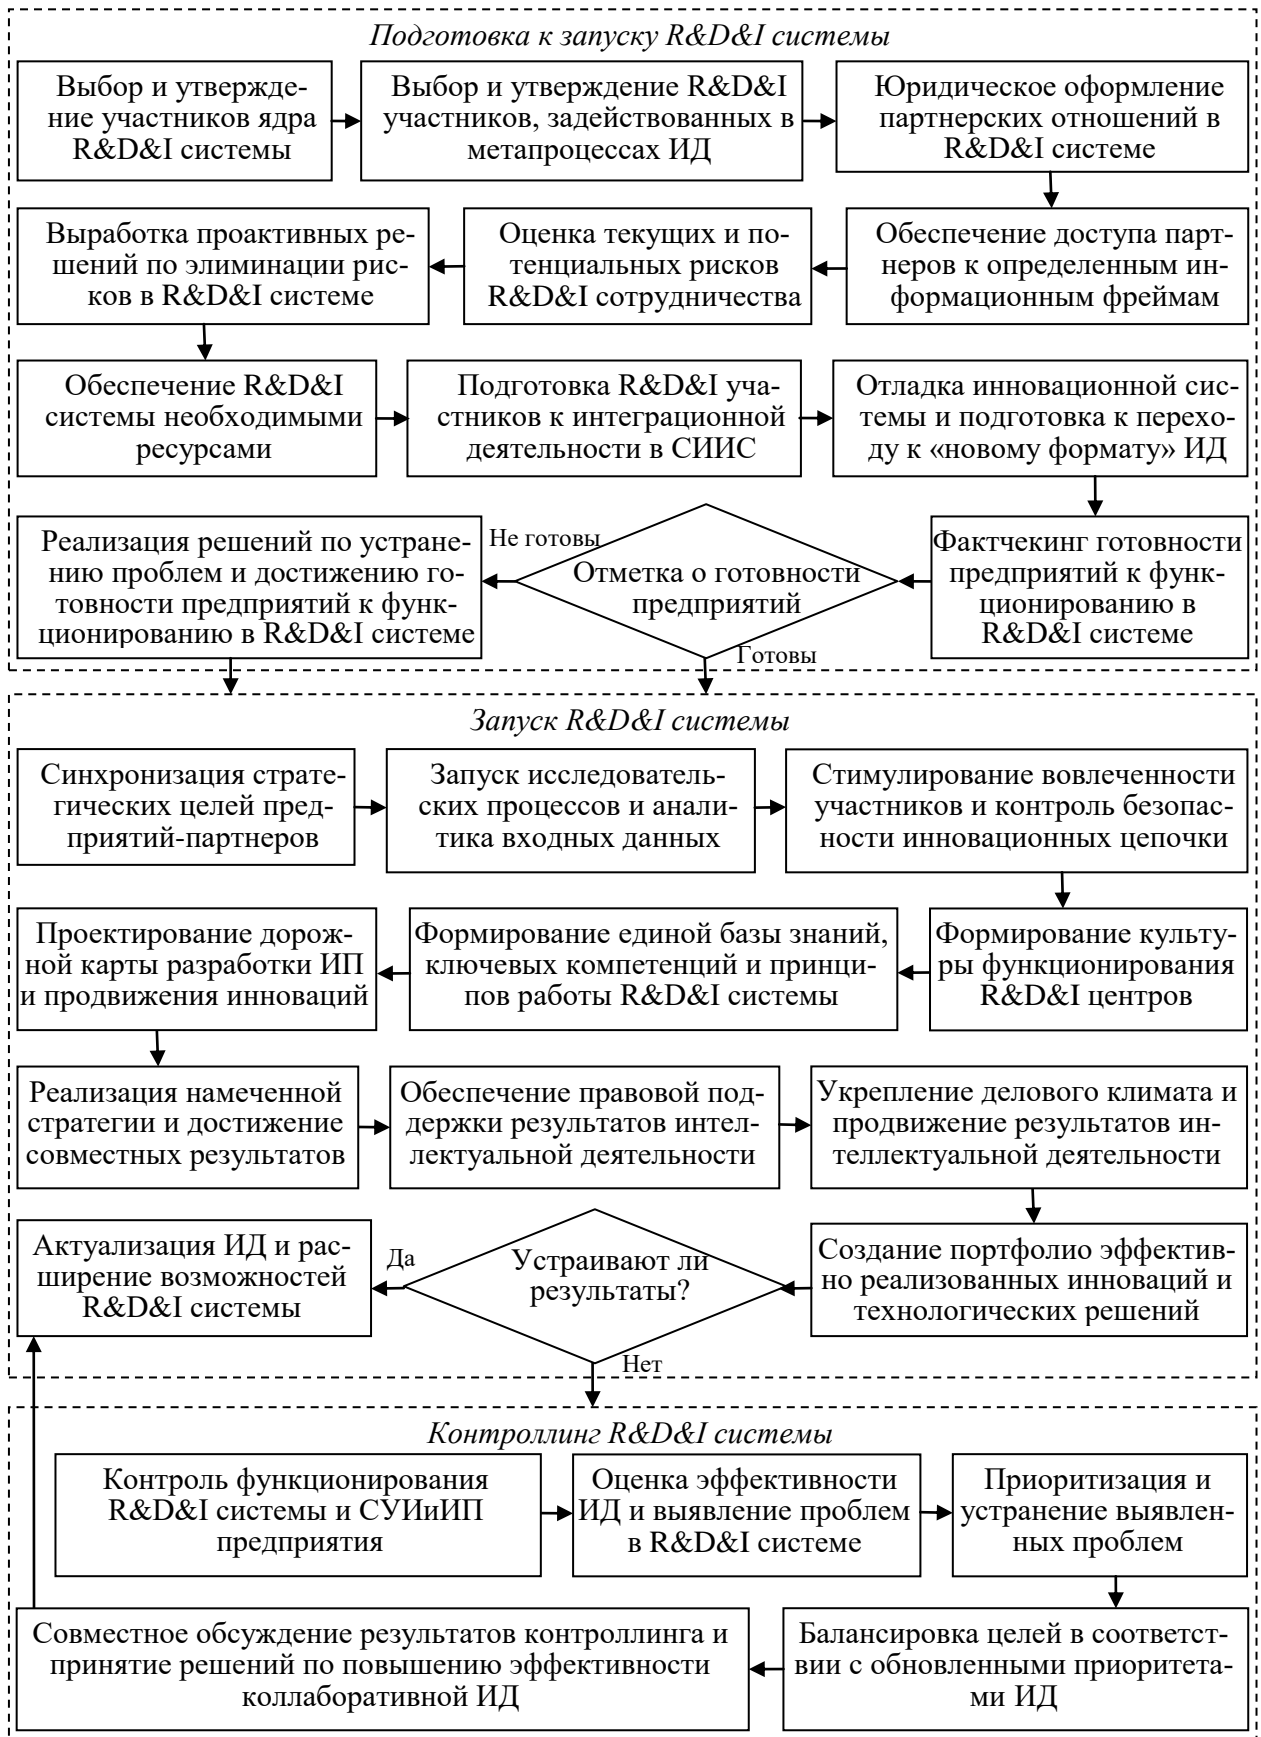 Подготовка к запуску R&D&I системы
Выбор и утвержде-
ние участников ядра
R&D&I системы
Выбор и утверждение R&D&I
участников, задействованных в
метапроцессах ИД
Юридическое оформление
партнерских отношений в
R&D&I системе
Выработка проактивных ре-
шений по элиминации рис-
ков в R&D&I системе
Оценка текущих и по-
тенциальных рисков
R&D&I сотрудничества
Обеспечение доступа парт-
неров к определенным ин-
формационным фреймам
Обеспечение R&D&I
системы необходимыми
ресурсами
Подготовка R&D&I уча-
стников к интеграционной
деятельности в СИИС
Отладка инновационной сис-
темы и подготовка к перехо-
ду к «новому формату» ИД
Реализация решений по устране-
нию проблем и достижению го-
товности предприятий к функ-
ционированию в R&D&I системе
Не готовы
Отметка о готовности
предприятий
Готовы
Фактчекинг готовности
предприятий к функ-
ционированию в
R&D&I системе
Запуск R&D&I системы
Синхронизация страте-
гических целей пред-
приятий-партнеров
Запуск исследователь-
ских процессов и анали-
тика входных данных
Стимулирование вовлеченности
участников и контроль безопас-
ности инновационных цепочки
Проектирование дорож-
ной карты разработки ИП
и продвижения инноваций
Формирование единой базы знаний,
ключевых компетенций и принци-
пов работы R&D&I системы
Формирование культу-
ры функционирования
R&D&I центров
Реализация намеченной
стратегии и достижение
совместных результатов
Обеспечение правовой под-
держки результатов интел-
лектуальной деятельности
Укрепление делового климата и
продвижение результатов ин-
теллектуальной деятельности
Актуализация ИД и рас-
ширение возможностей
R&D&I системы
Да
Устраивают ли
результаты?
Нет
Создание портфолио эффектив-
но реализованных инноваций и
технологических решений
Контроллинг R&D&I системы
Контроль функционирования
R&D&I системы и СУИиИП
предприятия
Оценка эффективности
ИД и выявление проблем
в R&D&I системе
Приоритизация и
устранение выявлен-
ных проблем
Совместное обсуждение результатов контроллинга и
принятие решений по повышению эффективности
коллаборативной ИД
Балансировка целей в соответст-
вии с обновленными приоритета-
ми ИД